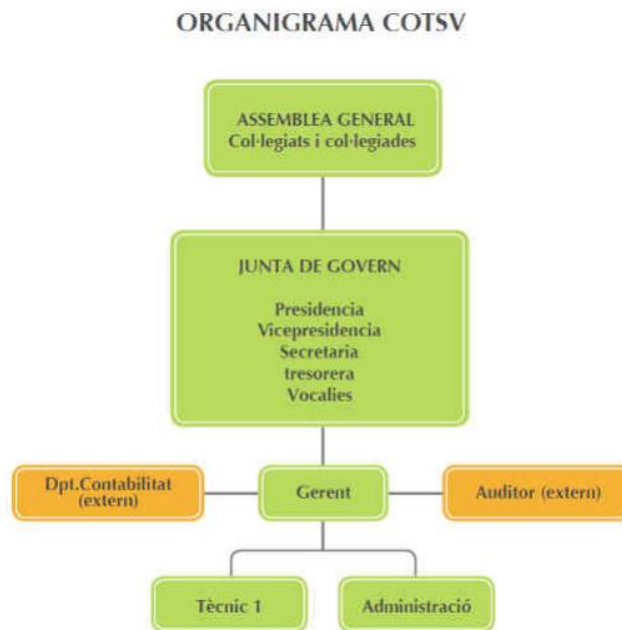 ORGANIGRAMA COTSV
ASSEMBLEA GENERAL
Col·legiats i col·legiades
JUNTA DE GOVERN
Presidencia
Vicepresidencia
Secretaria
tresorera
Vocalies
Dpt.Contabilitat
(extern)
Gerent
Auditor (extern)
Tècnic 1
Administració